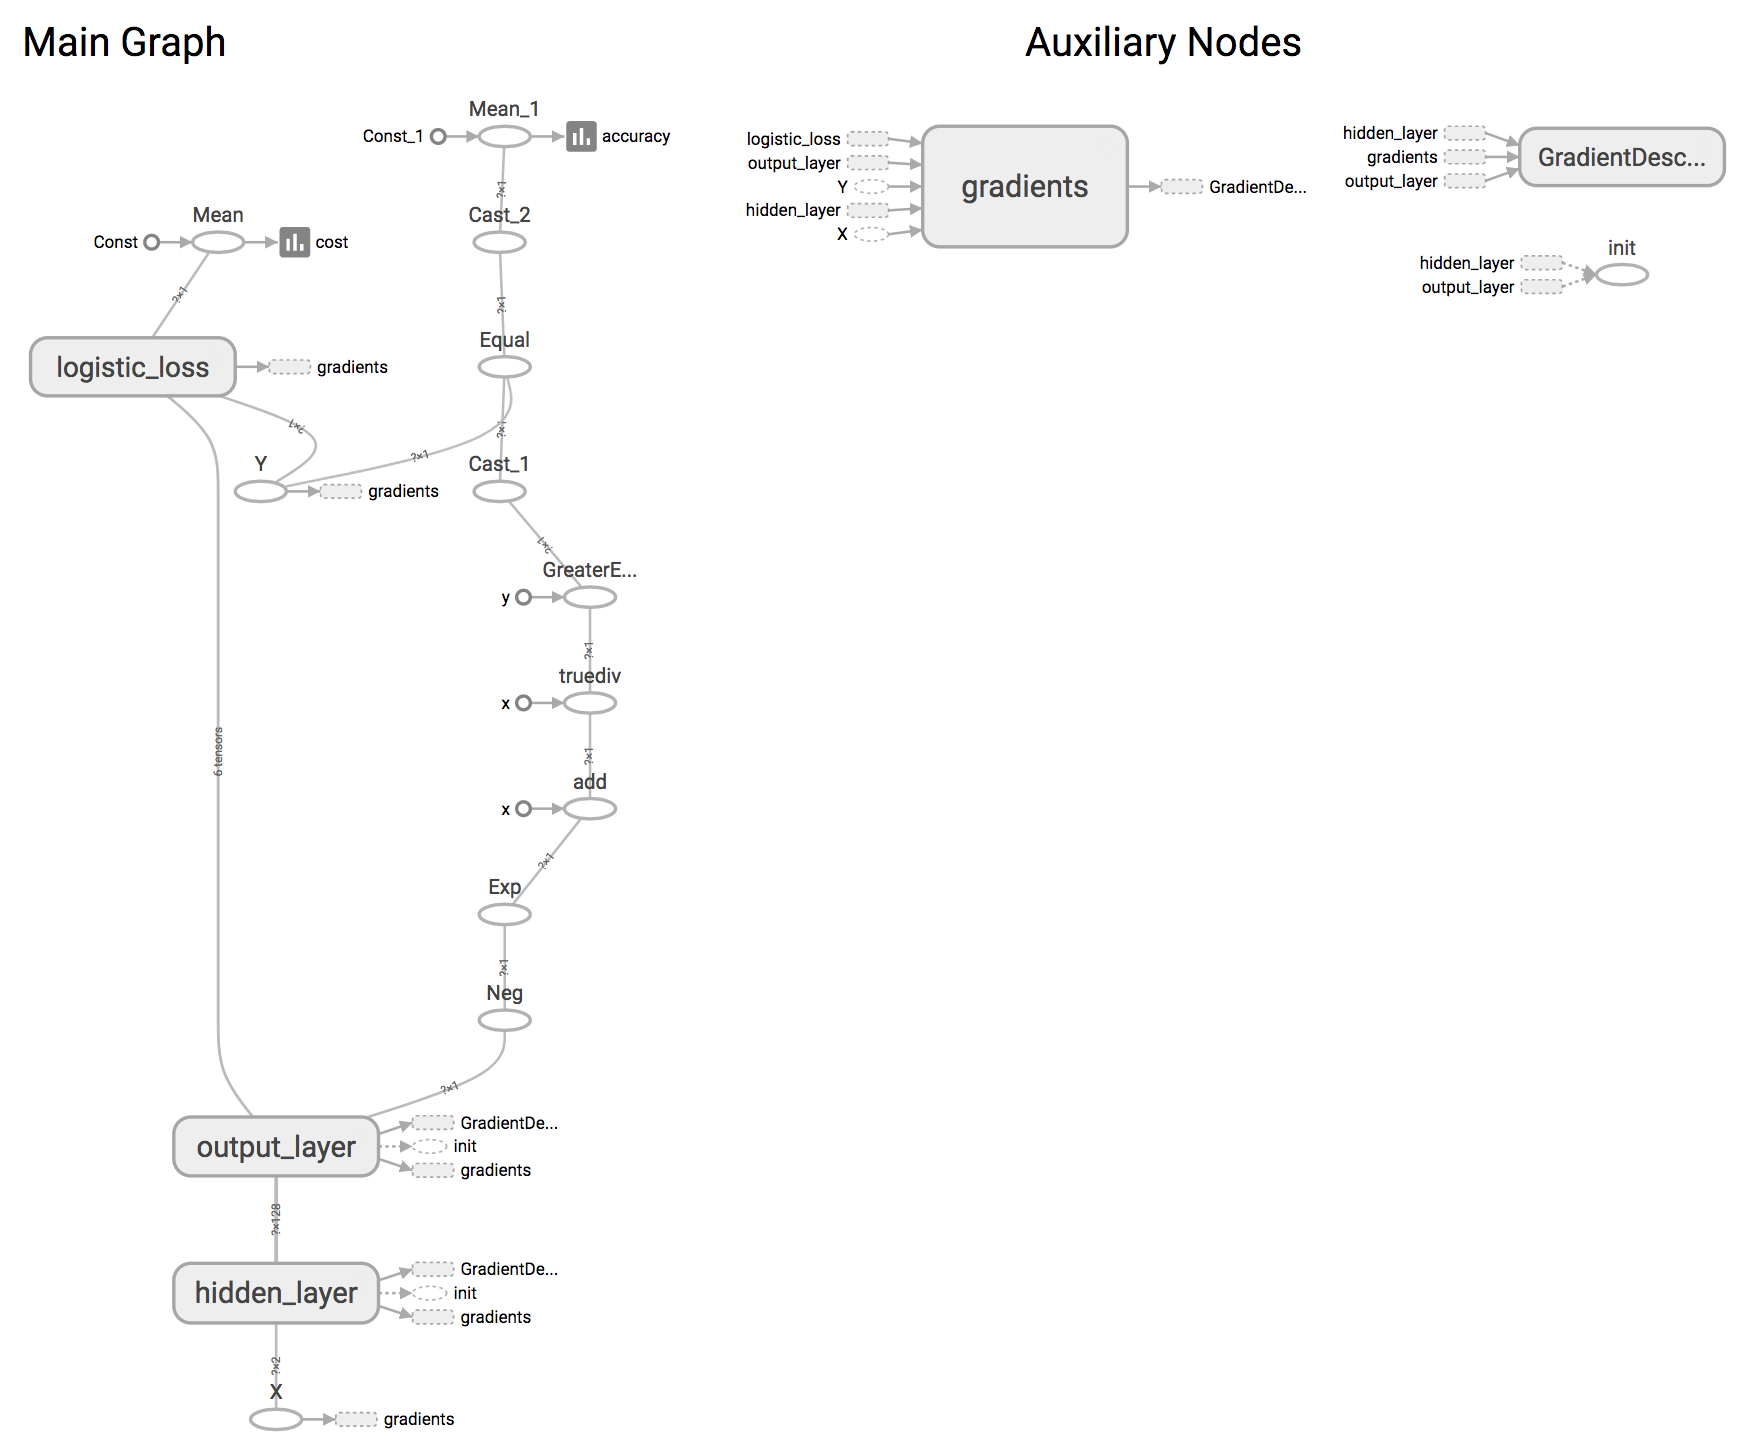 Main Graph
Mean_1
Const_1
accuracy
?×1
Cast_2
Mean
Const
cost
?×1
?×1
Equal
logistic_loss
gradients
?×1
?×1
?×1
Y
gradients
Cast_1
?×1
GreaterE...
y
?×1
truediv
x
6 tensors
?×1
add
x
?×1
Exp
?×1
Neg
?×1
output_layer
GradientDe...
init
gradients
?×128
hidden_layer
GradientDe...
init
gradients
?×2
X
gradients
Auxiliary Nodes
logistic_loss
output_layer
Y
hidden_layer
X
gradients
GradientDe...
hidden_layer
gradients
output_layer
GradientDesc...
init
hidden_layer
output_layer